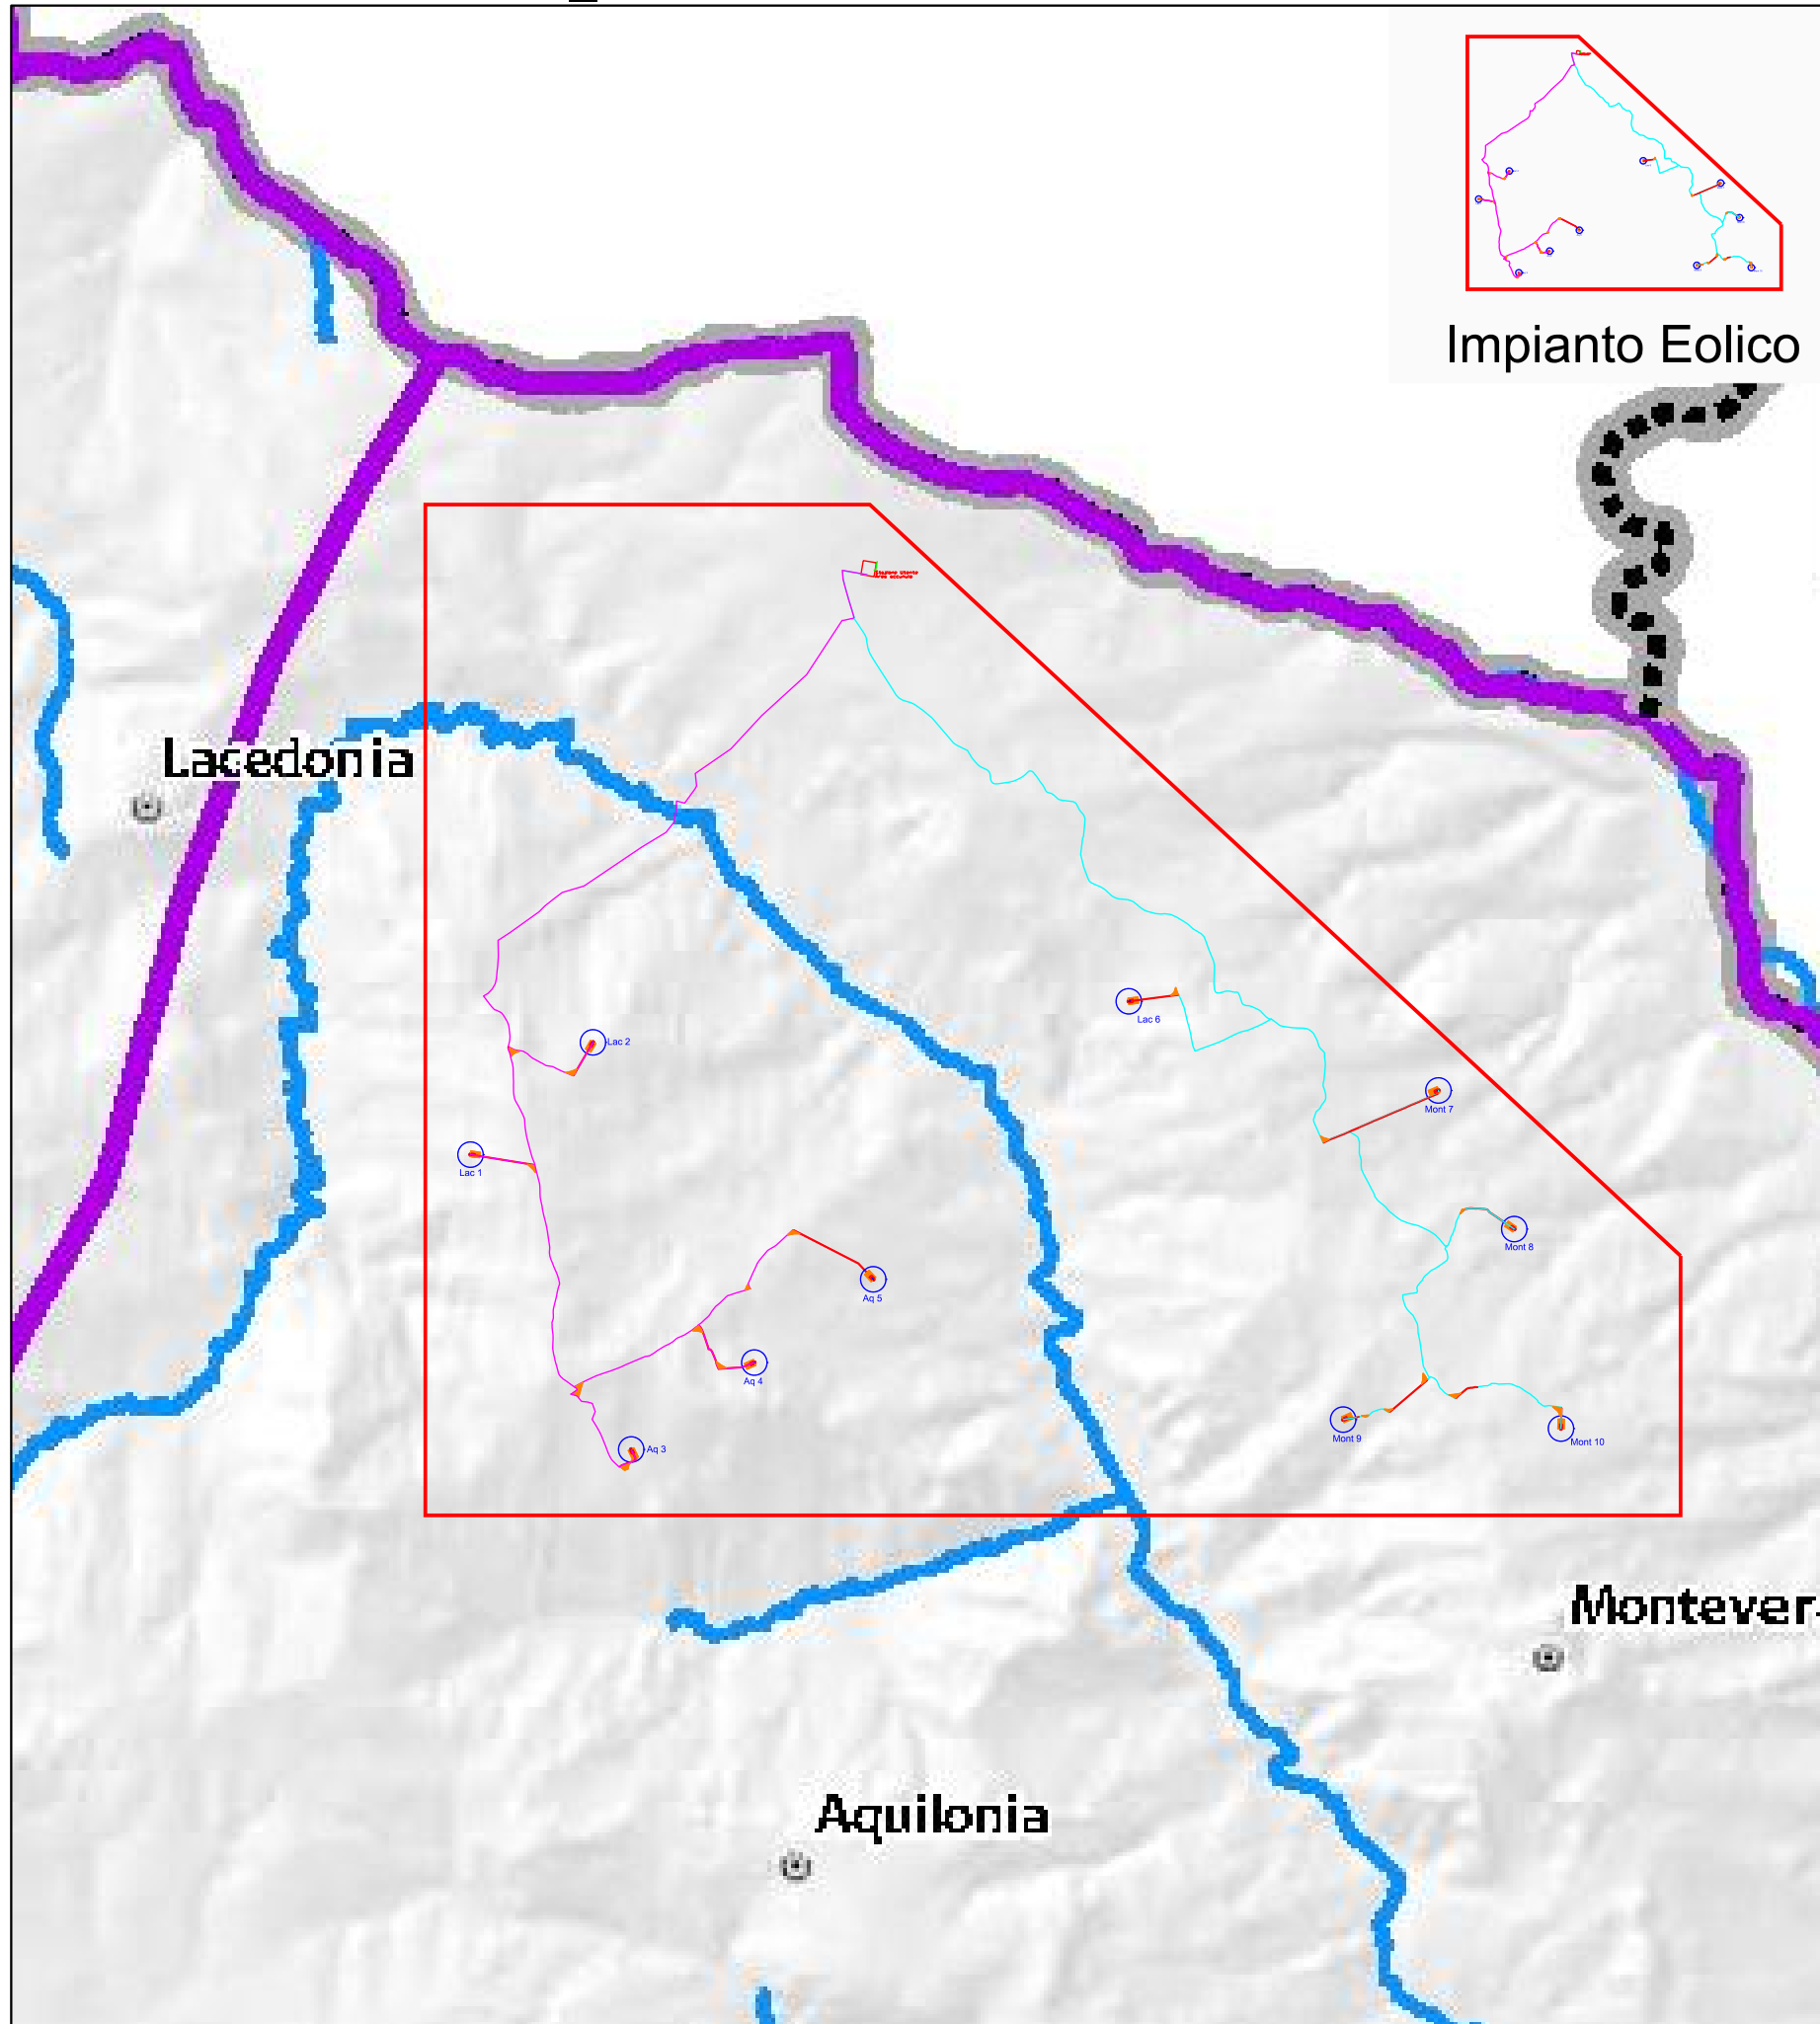 Impianto Eolico
Lacedonia
Lac 6
Lac 2
Mont 7
Lac 1
Mont 8
Aq 5
Aq 4
Mont 9
Mont 10
Aq 3
Montever
Aquilonia